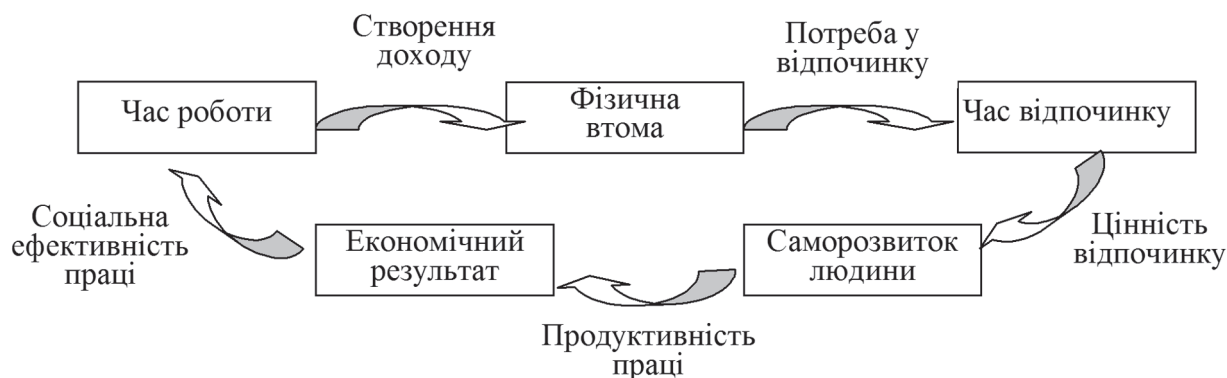 Створення
доходу
Потреба у
відпочинку
Час роботи
Фізична
втома
Час відпочинку
Соціальна
ефективність
праці
Економічний
результат
Саморозвиток
людини
Цінність
відпочинку
Продуктивність
праці